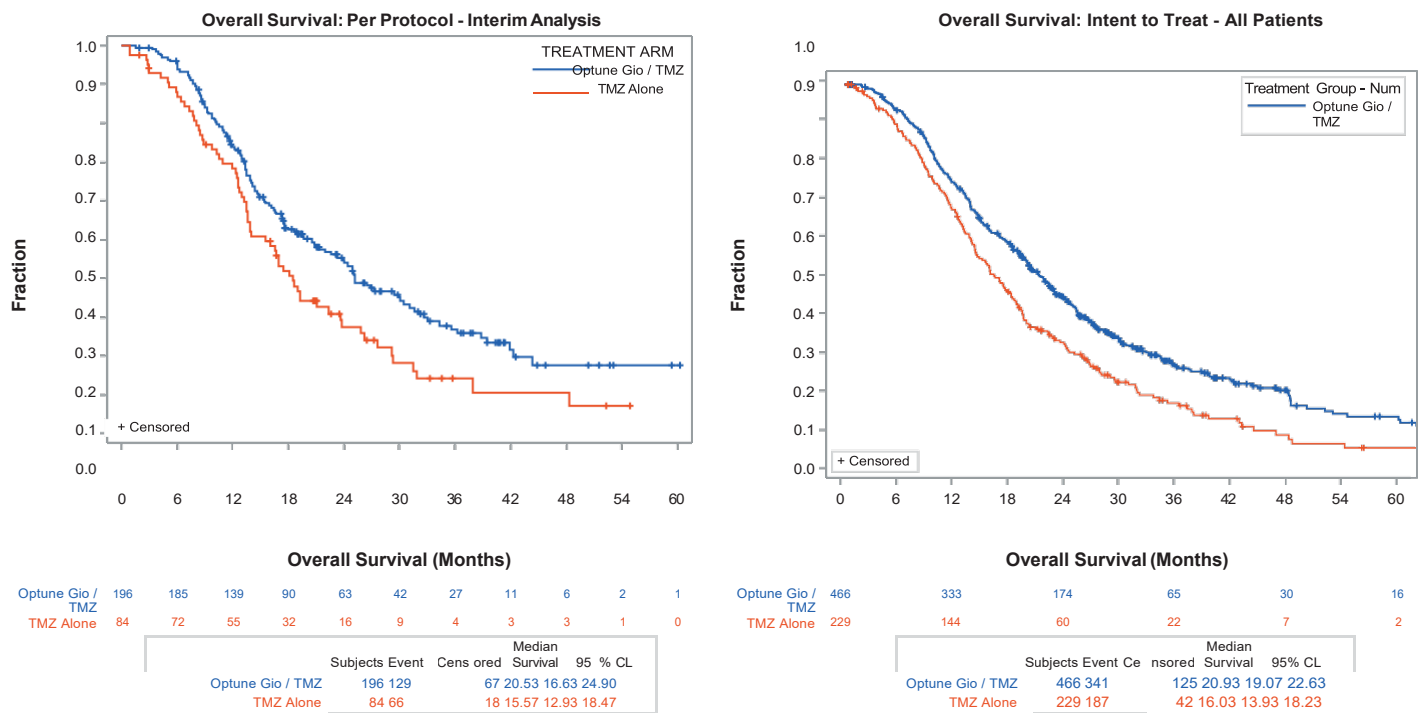 Overall Survival: Per Protocol - Interim Analysis
1.0
0.9
0.8
0.7
0.6
0.5
0.4
0.3
0.2
0.1
0.0
Fraction
TREATMENT ARM
Optune Gio / TMZ
TMZ Alone
+ Censored
0 6 12 18 24 30 36 42 48 54 60
Overall Survival (Months)
Optune Gio / TMZ 196 185 139 90 63 42 27 11 6 2 1
TMZ Alone 84 72 55 32 16 9 4 3 3 1 0
Median
Subjects Event Cens ored Survival 95 % CL
Optune Gio / TMZ 196 129 67 20.53 16.63 24.90
TMZ Alone 84 66 18 15.57 12.93 18.47
Overall Survival: Intent to Treat - All Patients
1.0
0.9
0.8
0.7
0.6
0.5
0.4
0.3
0.2
0.1
0.0
Fraction
Treatment Group - Num
Optune Gio /
TMZ
+ Censored
0 6 12 18 24 30 36 42 48 54 60
Overall Survival (Months)
Optune Gio / TMZ 466 333 174 65 30 16
TMZ Alone 229 144 60 22 7 2
Median
Subjects Event Ce nsored Survival 95% CL
Optune Gio / TMZ 466 341 125 20.93 19.07 22.63
TMZ Alone 229 187 42 16.03 13.93 18.23